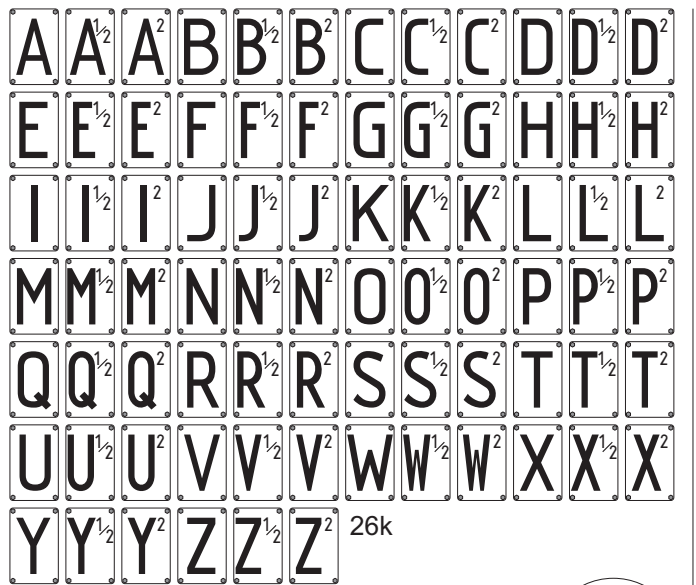 A A½ A² B B½ B² C C½ C² D D½ D²
E E½ E² F F½ F² G G½ G² H H½ H²
I I½ I² J J½ J² K K½ K² L L½ L²
M M½ M² N N½ N² O O½ O² P P½ P²
Q Q½ Q² R R½ R² S S½ S² T T½ T²
U U½ U² V V½ V² W W½ W² X X½ X²
Y Y½ Y² Z Z½ Z² 26k